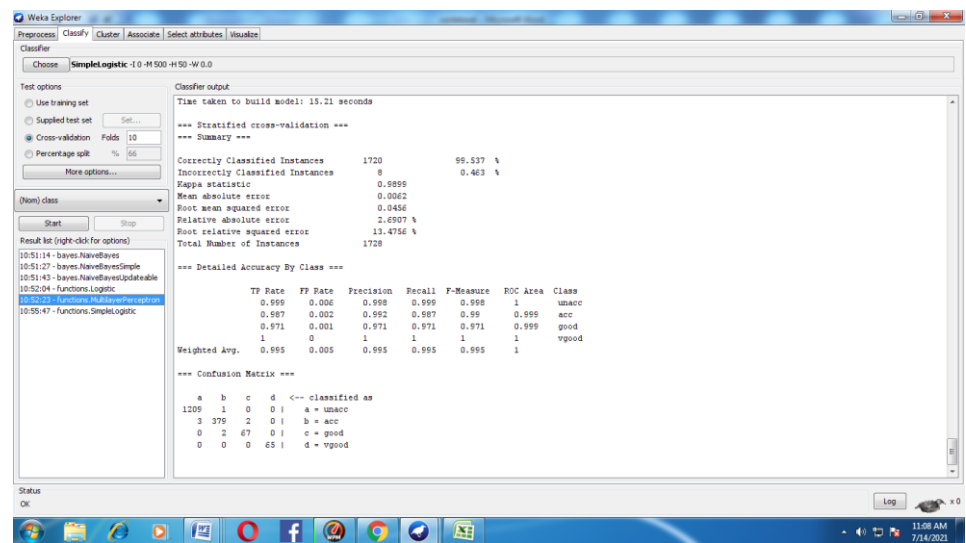 Weka Explorer
Preprocess Classify Cluster Associate Select attributes Visualize
Classifier
Choose SimpleLogistic -I 0 -M 500 -H 50 -W 0.0
Test options
Use training set
Supplied test set Set...
Cross-validation Folds 10
Percentage split % 66
More options...
(Nom) class
Start Stop
Result list (right-click for options)
10:51:14 - bayes.NaiveBayes
10:51:27 - bayes.NaiveBayesSimple
10:51:43 - bayes.NaiveBayesUpdateable
10:52:04 - functions.Logistic
10:52:23 - functions.MultilayerPerceptron
10:55:47 - functions.SimpleLogistic
Classifier output
Time taken to build model: 15.21 seconds
=== Stratified cross-validation ===
=== Summary ===
Correctly Classified Instances 1720 99.537 %
Incorrectly Classified Instances 8 0.463 %
Kappa statistic 0.9899
Mean absolute error 0.0062
Root mean squared error 0.0456
Relative absolute error 2.6907 %
Root relative squared error 13.4756 %
Total Number of Instances 1728
=== Detailed Accuracy By Class ===
TP Rate FP Rate Precision Recall F-Measure ROC Area Class
0.999 0.006 0.998 0.999 0.998 1 unacc
0.987 0.002 0.992 0.987 0.99 0.999 acc
0.971 0.001 0.971 0.971 0.971 0.999 good
1 0 1 1 1 1 vgood
Weighted Avg. 0.995 0.005 0.995 0.995 0.995 1
=== Confusion Matrix ===
a b c d <-- classified as
1209 1 0 0 | a = unacc
3 379 2 0 | b = acc
0 2 67 0 | c = good
0 0 0 65 | d = vgood
Status
OK
Log x 0
11:08 AM
7/14/2021